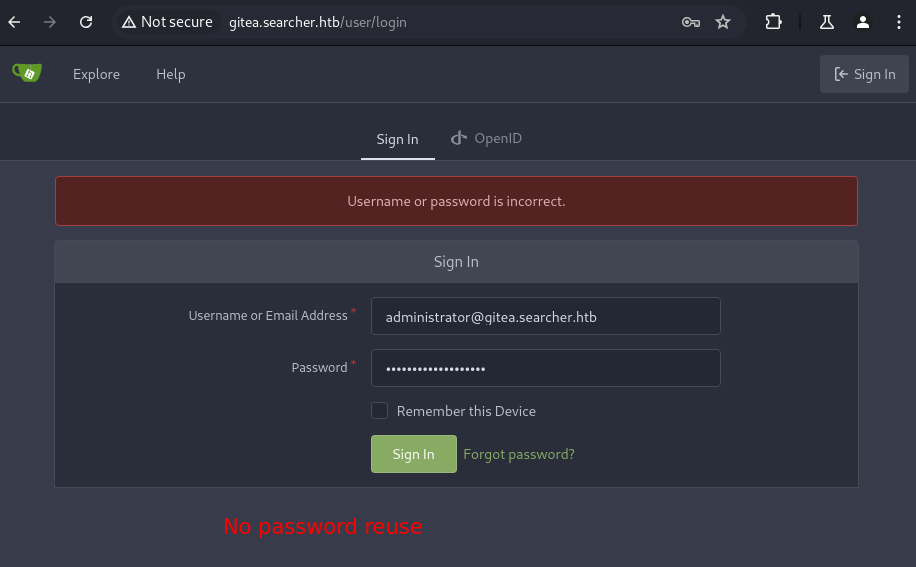 Not secure gitea.searcher.htb/user/login
Explore Help Sign In
Sign In OpenID
Username or password is incorrect.
Sign In
Username or Email Address * administrator@gitea.searcher.htb
Password * •••••••••••••••••••
Remember this Device
Sign In Forgot password?
No password reuse